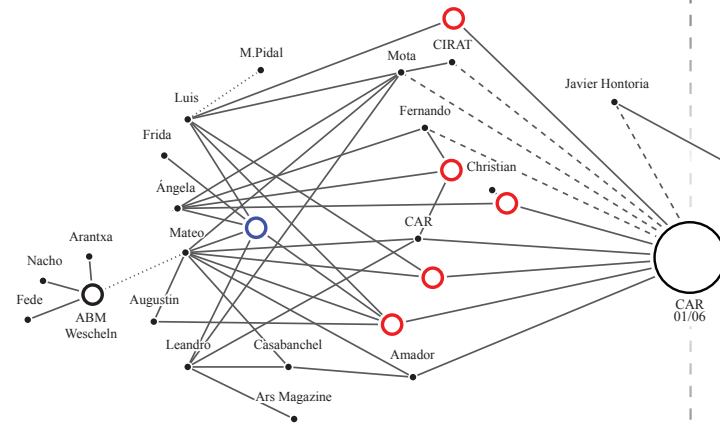 CIRAT
M.Pidal
Mota
Javier Hontoria
Luis
Fernando
Frida
Christian
Ángela
CAR
Mateo
Arantxa
Nacho
Fede
Augustin
CAR
01/06
ABM
Wescheln
Leandro
Casabanchel
Amador
Ars Magazine